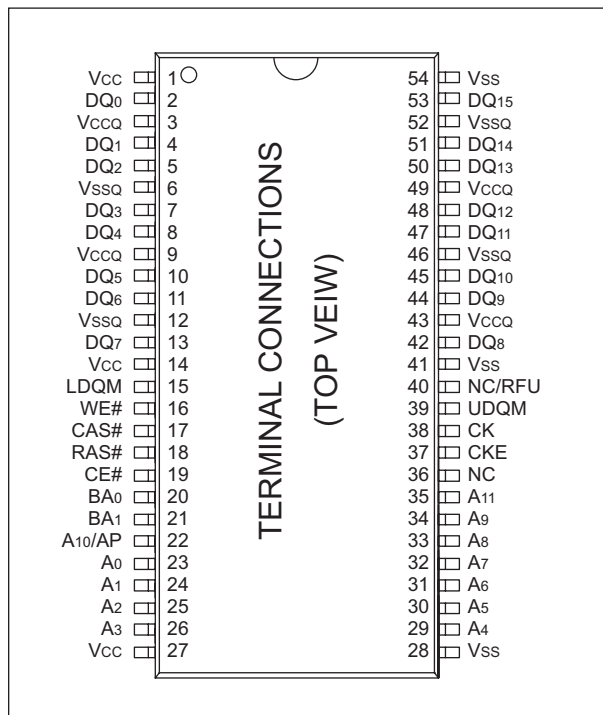 VCC 1 54 VSS
DQ0 2 53 DQ15
VCCQ 3 52 VSSQ
DQ1 4 51 DQ14
DQ2 5 50 DQ13
VSSQ 6 49 VCCQ
DQ3 7 48 DQ12
DQ4 8 47 DQ11
VCCQ 9 46 VSSQ
DQ5 10 45 DQ10
DQ6 11 44 DQ9
VSSQ 12 43 VCCQ
DQ7 13 42 DQ8
VCC 14 41 VSS
LDQM 15 40 NC/RFU
WE# 16 39 UDQM
CAS# 17 38 CK
RAS# 18 37 CKE
CE# 19 36 NC
BA0 20 35 A11
BA1 21 34 A9
A10/AP 22 33 A8
A0 23 32 A7
A1 24 31 A6
A2 25 30 A5
A3 26 29 A4
VCC 27 28 VSS
TERMINAL CONNECTIONS
(TOP VEIW)